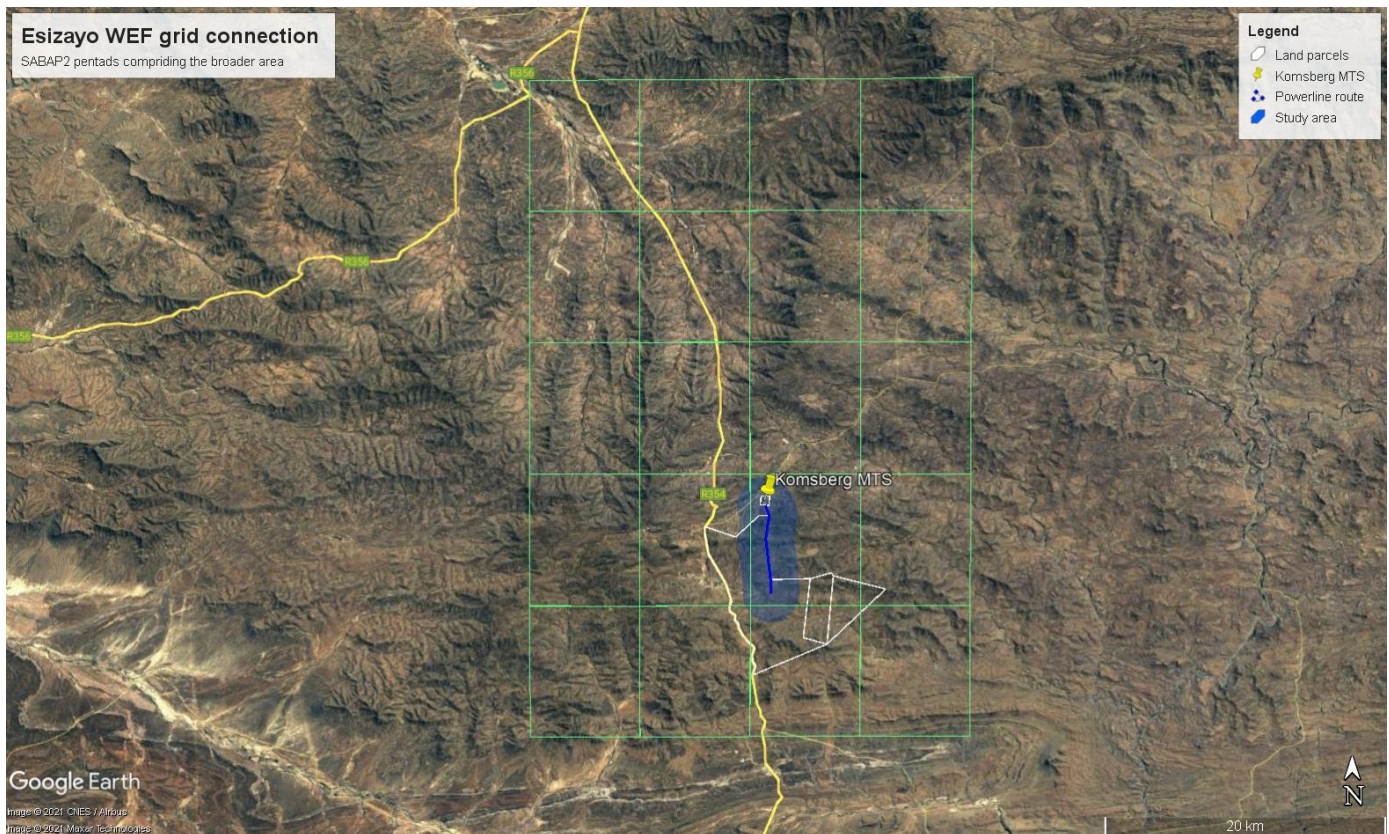 Esizayo WEF grid connection
SABAP2 pentads compriding the broader area
Legend
Land parcels
Komsberg MTS
Powerline route
Study area
R356
R356
R356
Komsberg MTS
R354
Google Earth
Image © 2021 CNES / Airbus
Image © 2021 Maxar Technologies
N
20 km